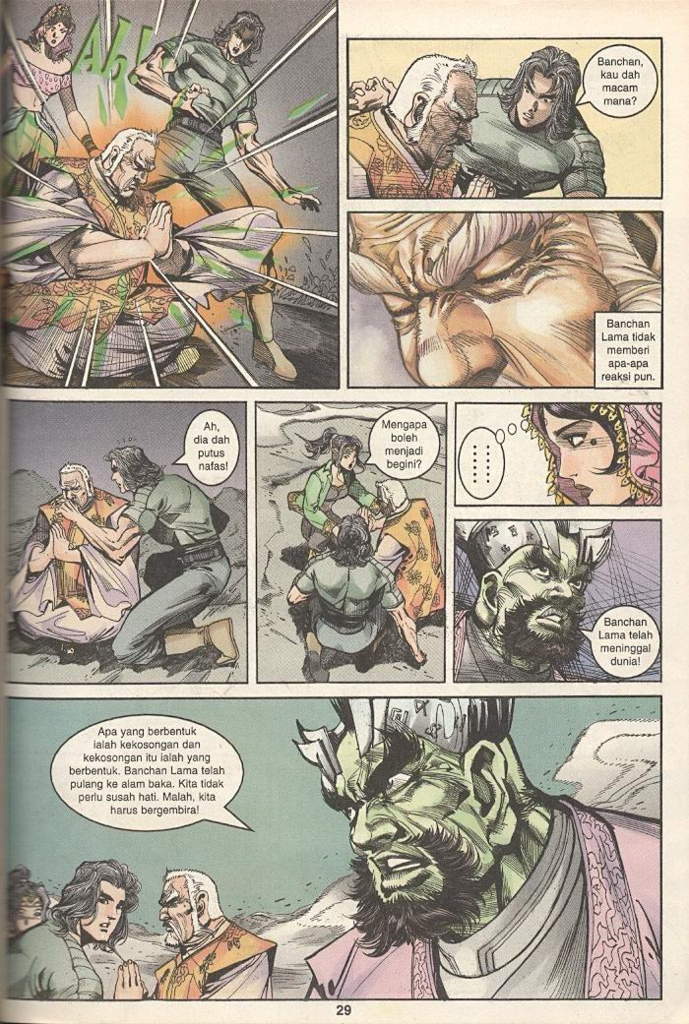 Ah!
Banchan,
kau dah
macam
mana?
Banchan
Lama tidak
memberi
apa-apa
reaksi pun.
Ah,
dia dah
putus
nafas!
Mengapa
boleh
menjadi
begini?
Banchan
Lama telah
meninggal
dunia!
Apa yang berbentuk
ialah kekosongan dan
kekosongan itu ialah yang
berbentuk. Banchan Lama telah
pulang ke alam baka. Kita tidak
perlu susah hati. Malah, kita
harus bergembira!
29